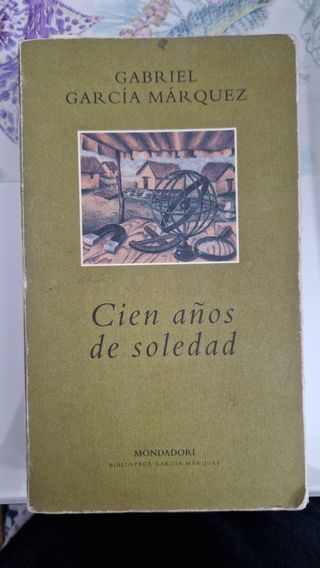 GABRIEL
GARCÍA MÁRQUEZ
Cien años
de soledad
MONDADORI
BIBLIOTECA GARCÍA MÁRQUEZ